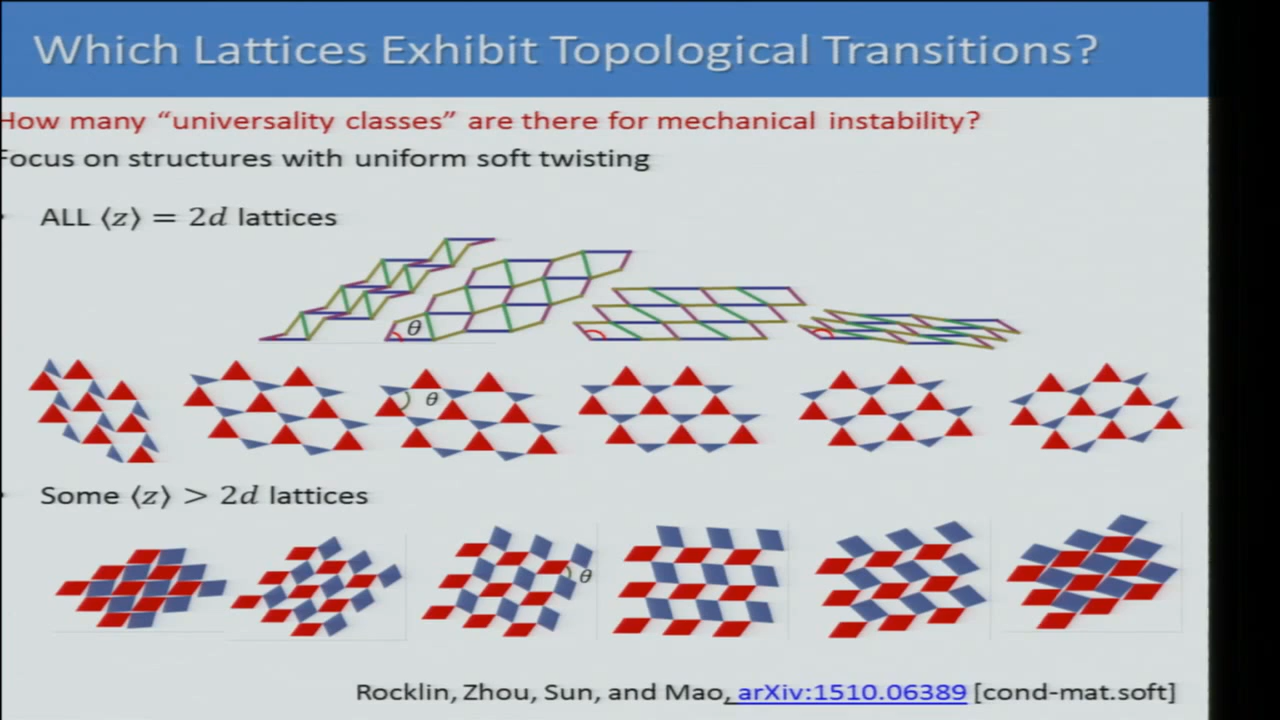 Which Lattices Exhibit Topological Transitions?
How many “universality classes” are there for mechanical instability?
Focus on structures with uniform soft twisting
ALL ⟨z⟩ = 2d lattices
θ
θ
Some ⟨z⟩ > 2d lattices
θ
Rocklin, Zhou, Sun, and Mao, arXiv:1510.06389 [cond-mat.soft]